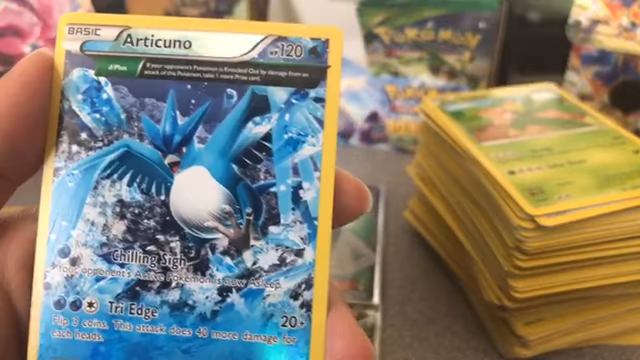 BASIC
Articuno
HP120
δ Plus
If your opponent's Pokémon is Knocked Out by damage from an
attack of this Pokémon, take 1 more Prize card.
Chilling Sigh
Your opponent's Active Pokémon is now Asleep.
Tri Edge
20+
Flip 3 coins. This attack does 40 more damage for
each heads.
Pokémon